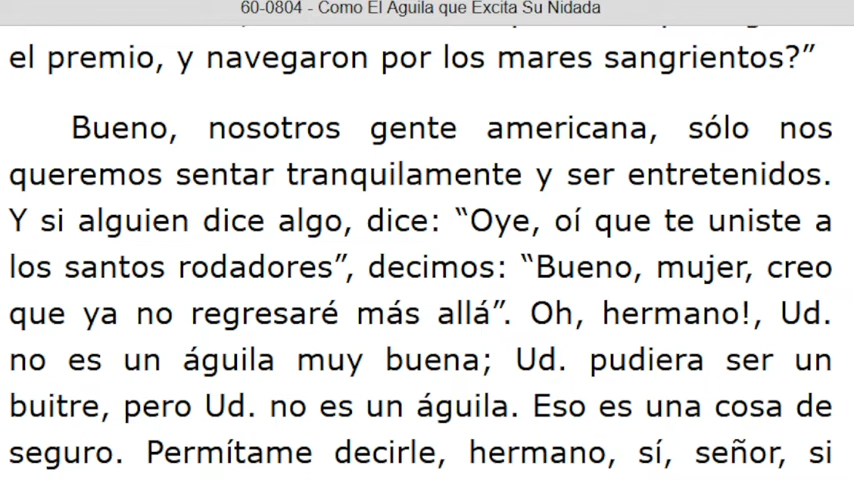 60-0804 - Como El Aguila que Excita Su Nidada
el premio, y navegaron por los mares sangrientos?”
Bueno, nosotros gente americana, sólo nos
queremos sentar tranquilamente y ser entretenidos.
Y si alguien dice algo, dice: “Oye, oí que te uniste a
los santos rodadores”, decimos: “Bueno, mujer, creo
que ya no regresaré más allá”. Oh, hermano!, Ud.
no es un águila muy buena; Ud. pudiera ser un
buitre, pero Ud. no es un águila. Eso es una cosa de
seguro. Permítame decirle, hermano, sí, señor, si